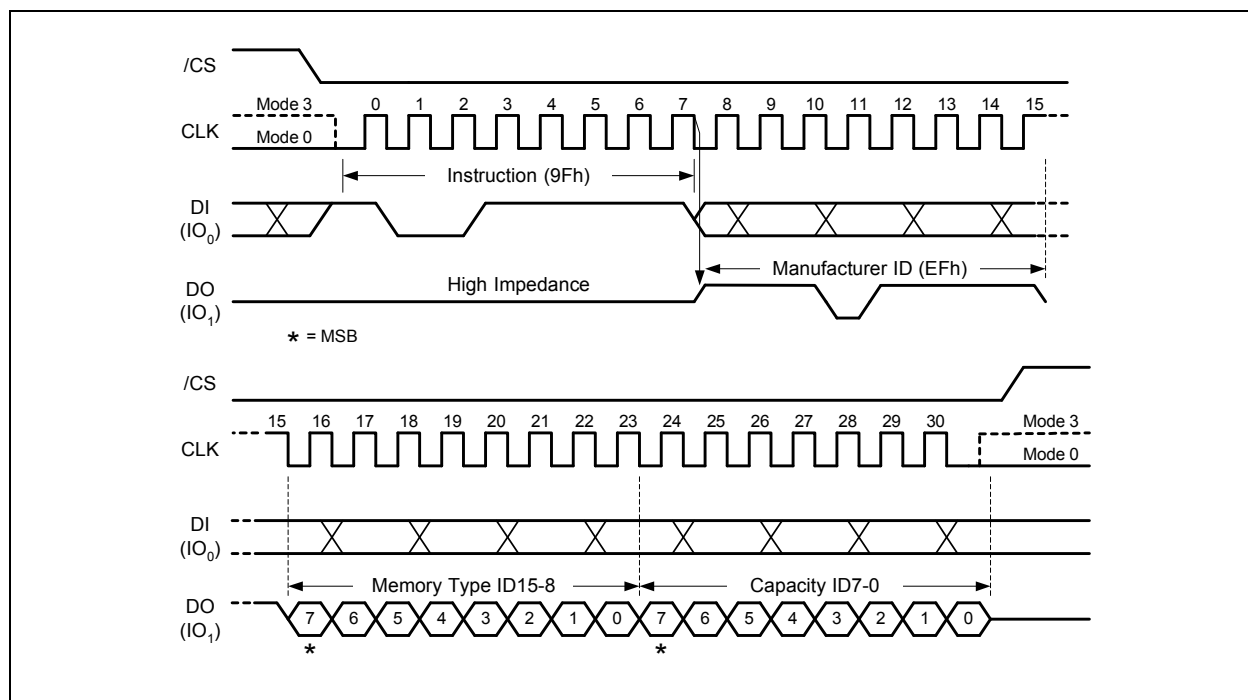 /CS
Mode 3
0 1 2 3 4 5 6 7 8 9 10 11 12 13 14 15
CLK
Mode 0
Instruction (9Fh)
DI
(IO0)
Manufacturer ID (EFh)
High Impedance
DO
(IO1)
* = MSB
/CS
15 16 17 18 19 20 21 22 23 24 25 26 27 28 29 30
Mode 3
CLK
Mode 0
DI
(IO0)
Memory Type ID15-8 Capacity ID7-0
DO
7 6 5 4 3 2 1 0 7 6 5 4 3 2 1 0
(IO1)
* *